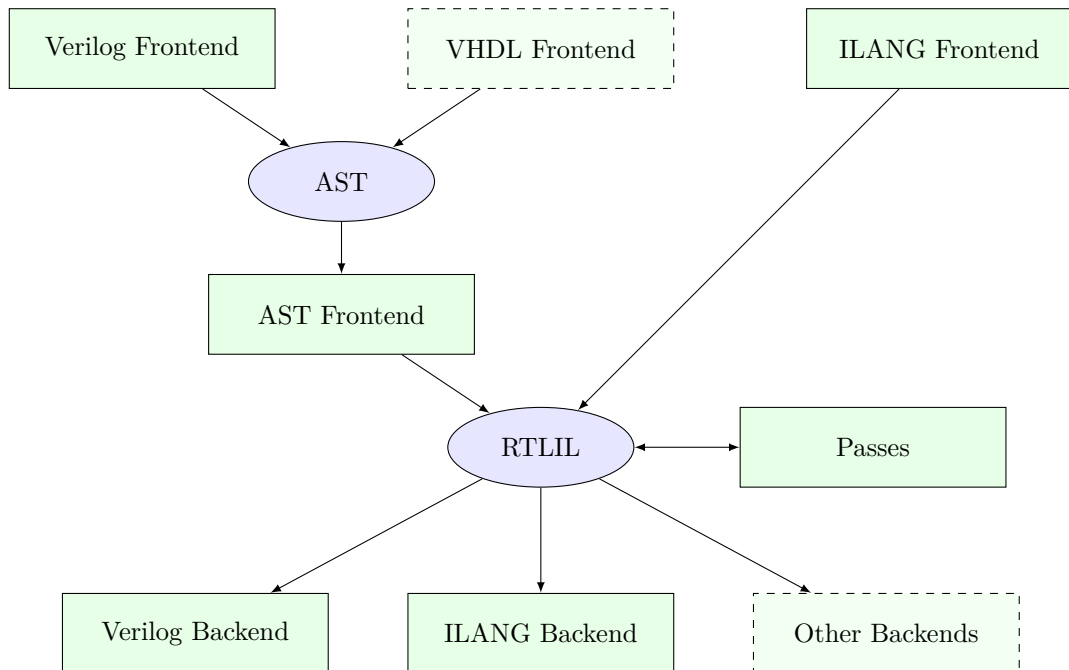 Verilog Frontend
VHDL Frontend
ILANG Frontend
AST
AST Frontend
RTLIL
Passes
Verilog Backend
ILANG Backend
Other Backends